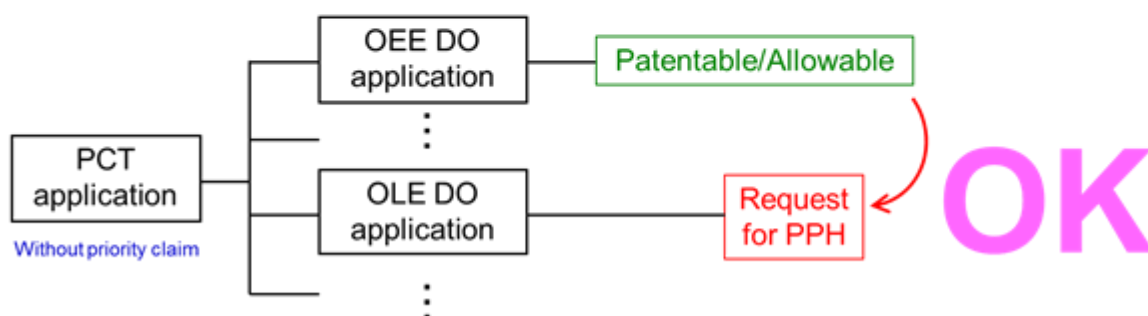 OEE DO
application
Patentable/Allowable
PCT
application
Without priority claim
OLE DO
application
Request
for PPH
OK